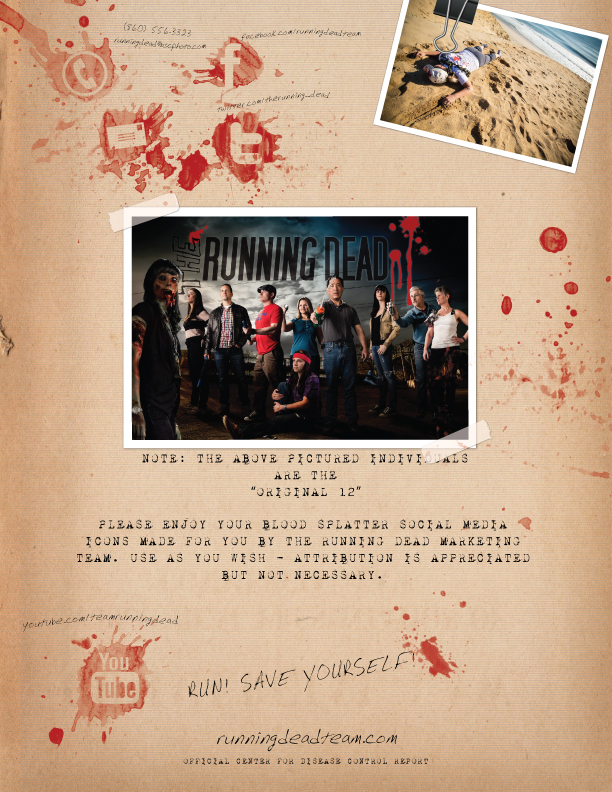 (860) 556-3323
runningdead@occphoto.com
facebook.com/runningdeadteam
f
twitter.com/therunning_dead
THE RUNNING DEAD
NOTE: THE ABOVE PICTURED INDIVIDUALS
ARE THE
"ORIGINAL 12"
PLEASE ENJOY YOUR BLOOD SPLATTER SOCIAL MEDIA
ICONS MADE FOR YOU BY THE RUNNING DEAD MARKETING
TEAM. USE AS YOU WISH - ATTRIBUTION IS APPRECIATED
BUT NOT NECESSARY.
youtube.com/teamrunningdead
You
Tube
RUN! SAVE YOURSELF!
runningdeadteam.com
OFFICIAL CENTER FOR DISEASE CONTROL REPORT